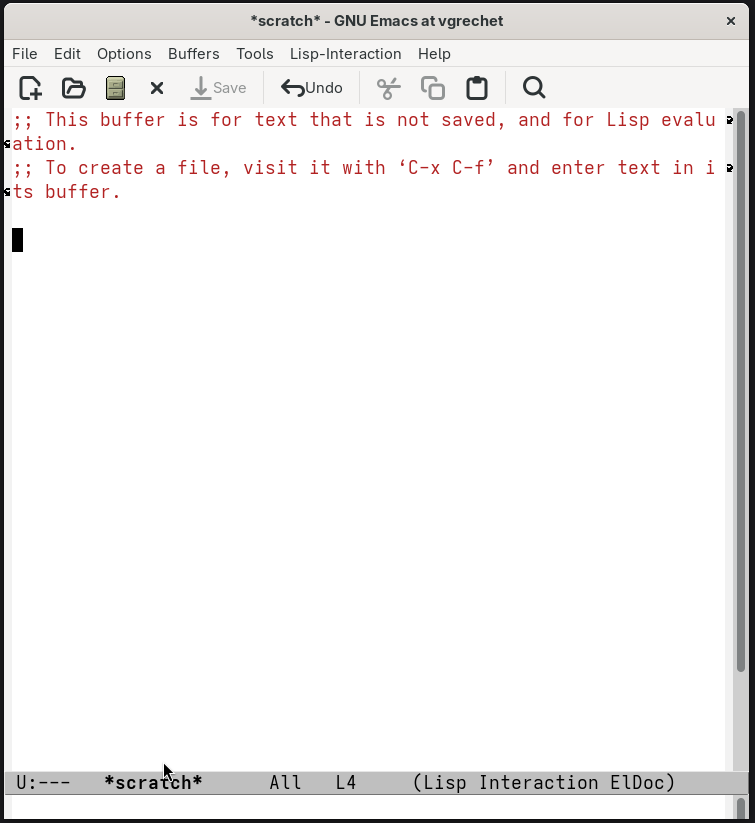 *scratch* - GNU Emacs at vgrechet
File Edit Options Buffers Tools Lisp-Interaction Help
Save Undo
;; This buffer is for text that is not saved, and for Lisp evalu
ation.
;; To create a file, visit it with ‘C-x C-f’ and enter text in i
ts buffer.
U:--- *scratch* All L4 (Lisp Interaction ElDoc)